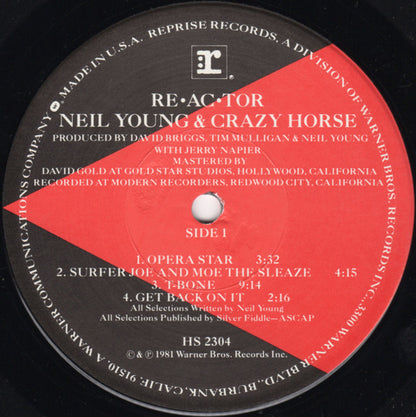 MADE IN U.S.A. REPRISE RECORDS, A DIVISION OF WARNER BROS. RECORDS INC., 3300 WARNER BLVD., BURBANK, CALIF. 91510, A WARNER COMMUNICATIONS COMPANY
r
RE•AC•TOR
NEIL YOUNG & CRAZY HORSE
PRODUCED BY DAVID BRIGGS, TIM MULLIGAN & NEIL YOUNG
WITH JERRY NAPIER
MASTERED BY
DAVID GOLD AT GOLD STAR STUDIOS, HOLLYWOOD, CALIFORNIA
RECORDED AT MODERN RECORDERS, REDWOOD CITY, CALIFORNIA
SIDE 1
1. OPERA STAR 3:32
2. SURFER JOE AND MOE THE SLEAZE 4:15
3. T-BONE 9:14
4. GET BACK ON IT 2:16
All Selections Written by Neil Young
All Selections Published by Silver Fiddle—ASCAP
HS 2304
© & ℗ 1981 Warner Bros. Records Inc.